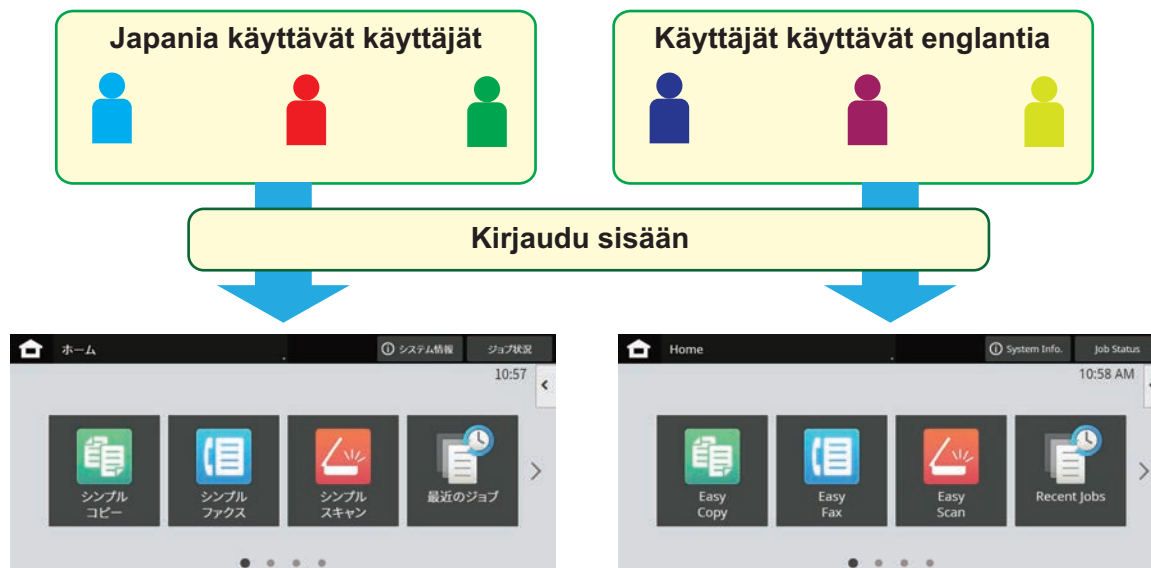 Japania käyttävät käyttäjät
Käyttäjät käyttävät englantia
Kirjaudu sisään
ホーム
システム情報
ジョブ状況
10:57
シンプル
コピー
シンプル
ファクス
シンプル
スキャン
最近のジョブ
Home
System Info.
Job Status
10:58 AM
Easy
Copy
Easy
Fax
Easy
Scan
Recent Jobs